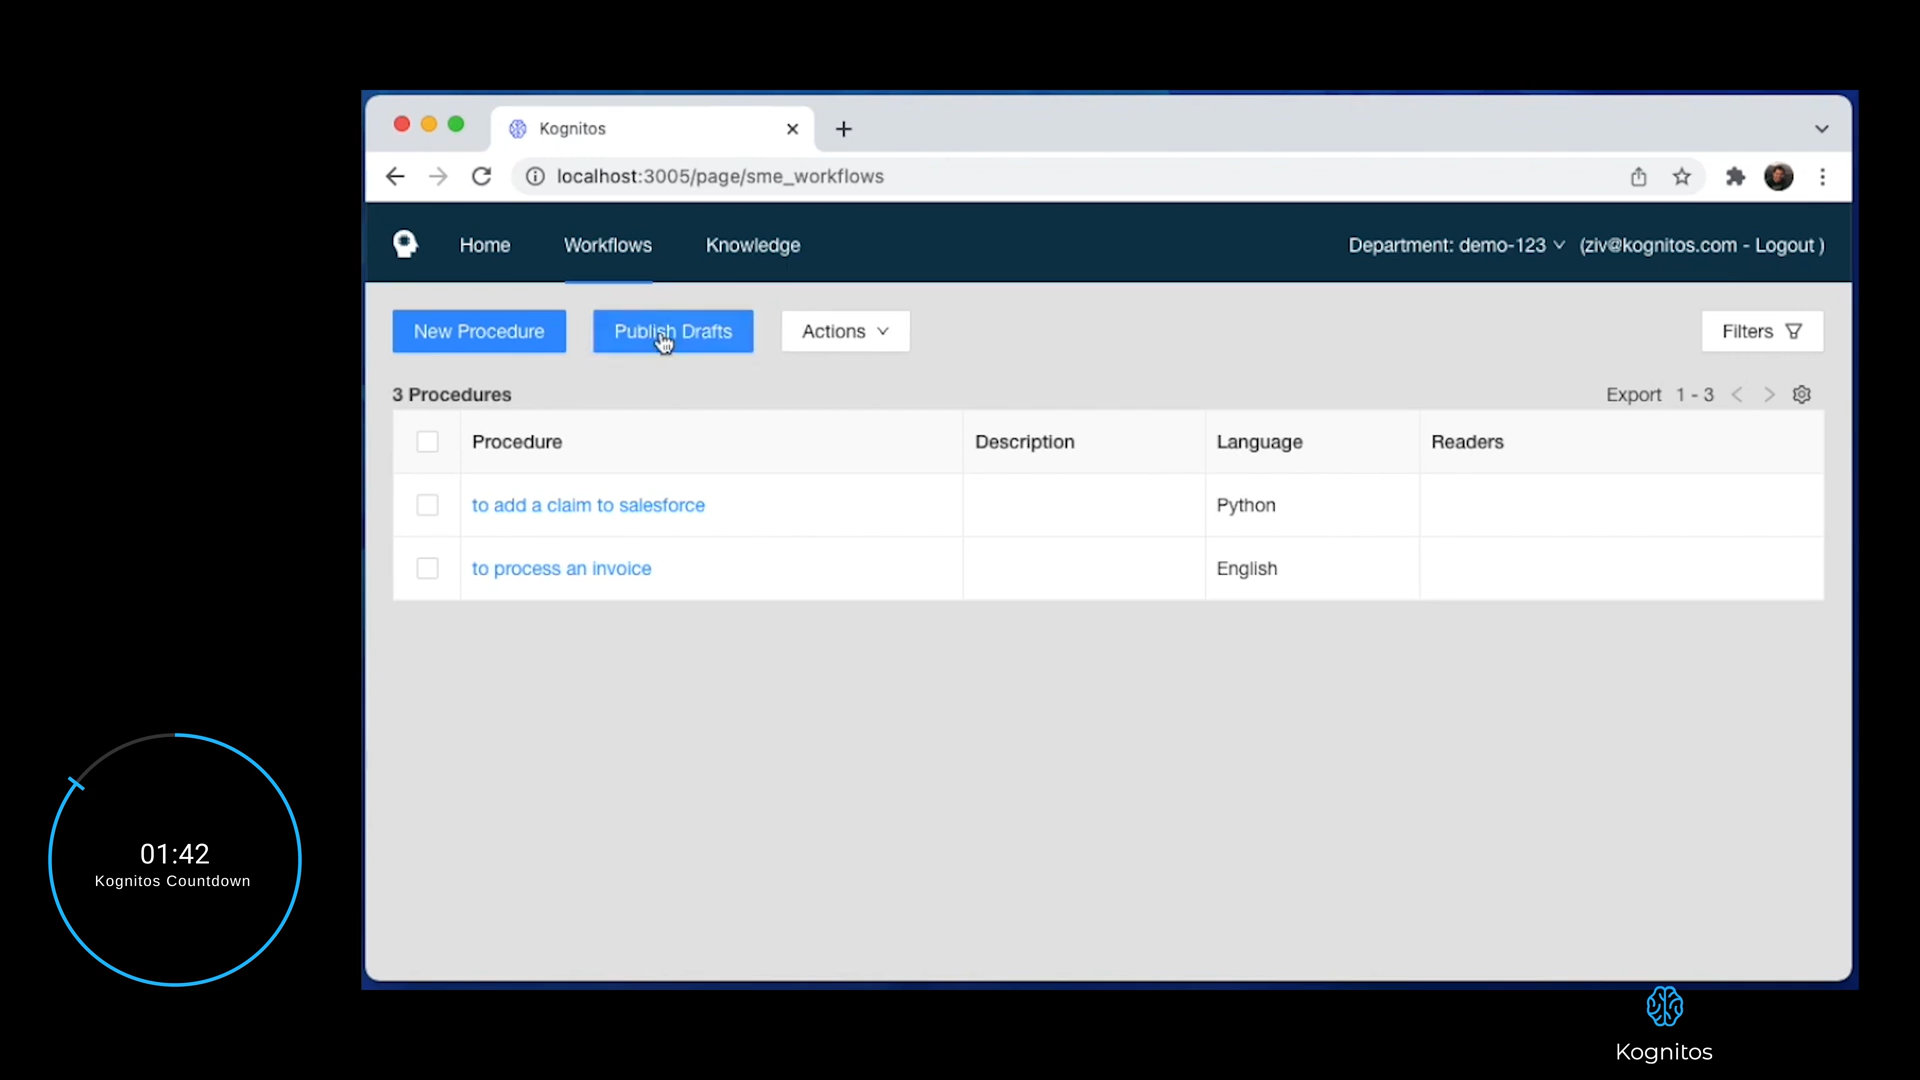 Kognitos
localhost:3005/page/sme_workflows
Home Workflows Knowledge Department: demo-123 (ziv@kognitos.com - Logout )
New Procedure Publish Drafts Actions Filters
3 Procedures Export 1 - 3
Procedure Description Language Readers
to add a claim to salesforce Python
to process an invoice English
01:42
Kognitos Countdown
Kognitos